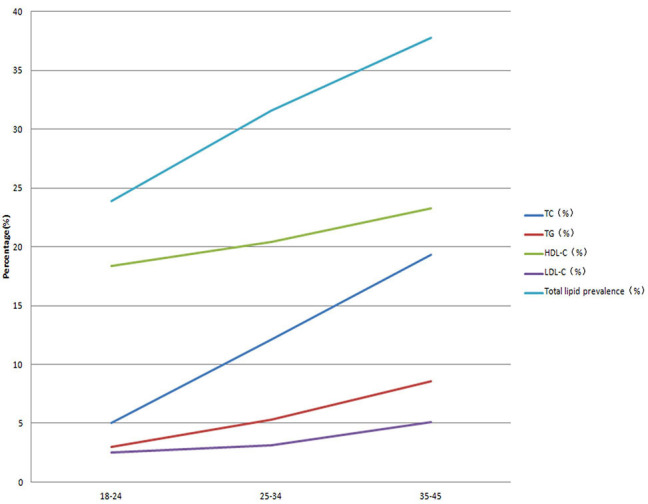 40
35
30
25
20
15
10
5
0
Percentage(%)
18-24
25-34
35-45
TC（%）
TG（%）
HDL-C（%）
LDL-C（%）
Total lipid prevalence（%）